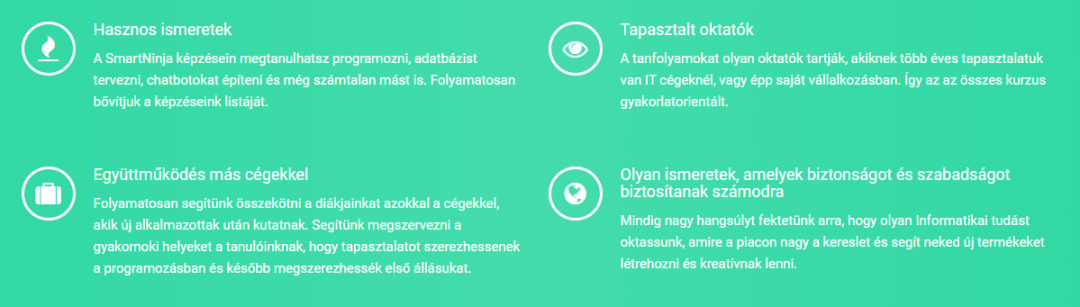 Hasznos ismeretek
A SmartNinja képzésein megtanulhatsz programozni, adatbázist
tervezni, chatbotokat építeni és még számtalan mást is. Folyamatosan
bővítjuk a képzéseink listáját.
Tapasztalt oktatók
A tanfolyamokat olyan oktatók tartják, akiknek több éves tapasztalatuk
van IT cégeknél, vagy épp saját vállalkozásban. Így az az összes kurzus
gyakorlatorientált.
Együttműködés más cégekkel
Folyamatosan segítünk összekötni a diákjainkat azokkal a cégekkel,
akik új alkalmazottak után kutatnak. Segítünk megszervezni a
gyakornoki helyeket a tanulóinknak, hogy tapasztalatot szerezhessenek
a programozásban és később megszerezhessék első állásukat.
Olyan ismeretek, amelyek biztonságot és szabadságot
biztosítanak számodra
Mindig nagy hangsúlyt fektetünk arra, hogy olyan Informatikai tudást
oktassunk, amire a piacon nagy a kereslet és segít neked új termékeket
létrehozni és kreatívnak lenni.